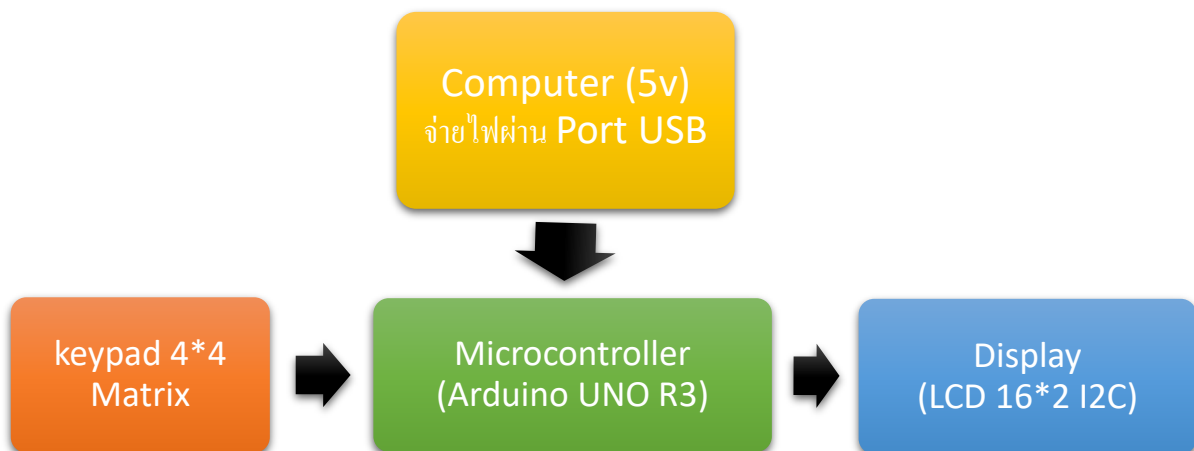 Computer (5v)
จ่ายไฟผ่าน Port USB
keypad 4*4
Matrix
Microcontroller
(Arduino UNO R3)
Display
(LCD 16*2 I2C)